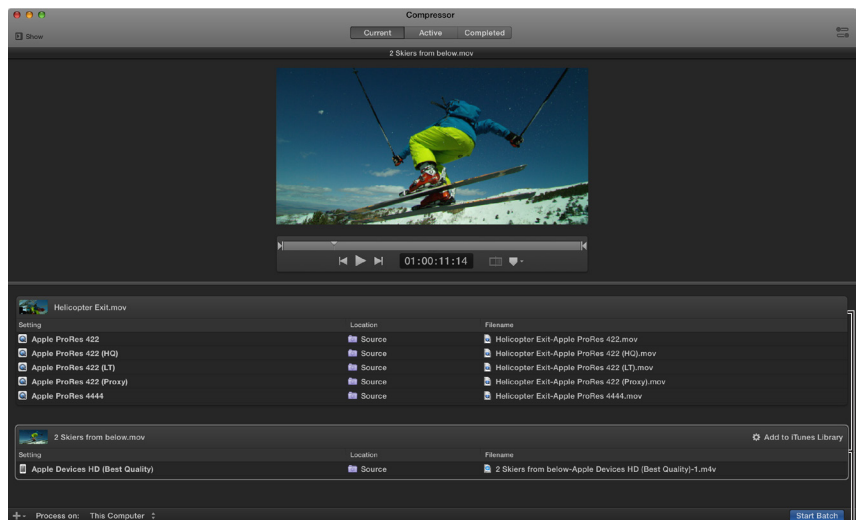 Compressor
Show
Current Active Completed
2 Skiers from below.mov
01:00:11:14
Helicopter Exit.mov
Setting Location Filename
Apple ProRes 422 Source Helicopter Exit-Apple ProRes 422.mov
Apple ProRes 422 (HQ) Source Helicopter Exit-Apple ProRes 422 (HQ).mov
Apple ProRes 422 (LT) Source Helicopter Exit-Apple ProRes 422 (LT).mov
Apple ProRes 422 (Proxy) Source Helicopter Exit-Apple ProRes 422 (Proxy).mov
Apple ProRes 4444 Source Helicopter Exit-Apple ProRes 4444.mov
2 Skiers from below.mov Add to iTunes Library
Setting Location Filename
Apple Devices HD (Best Quality) Source 2 Skiers from below-Apple Devices HD (Best Quality)-1.m4v
Process on: This Computer Start Batch